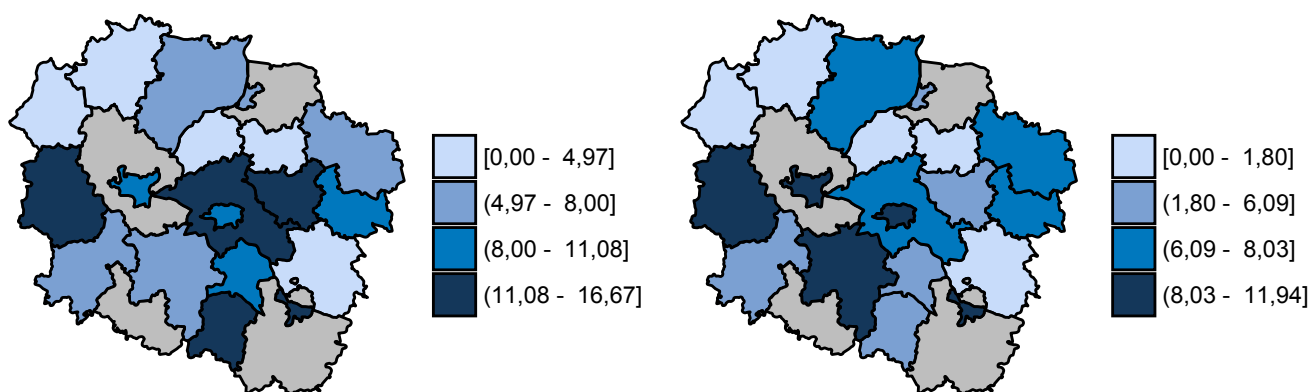 [0,00 - 4,97]
(4,97 - 8,00]
(8,00 - 11,08]
(11,08 - 16,67]
[0,00 - 1,80]
(1,80 - 6,09]
(6,09 - 8,03]
(8,03 - 11,94]